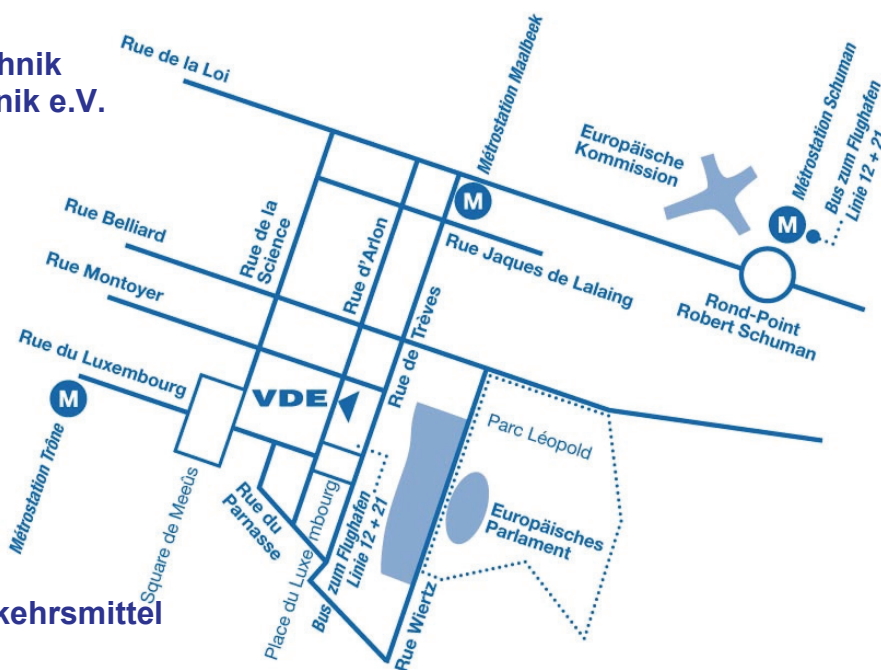 hnik
nik e.V.
Rue de la Loi
Métrostation Maalbeek
Métrostation Schuman
Bus zum Flughafen
Linie 12 + 21
Europäische
Kommission
M
M
Rue Belliard
Rue de la
Science
Rue d'Arlon
Rue Jaques de Lalaing
Rue Montoyer
Rond-Point
Robert Schuman
Rue de Trèves
Rue du Luxembourg
M
VDE
Parc Léopold
Métrostation Trône
Square de Meeûs
Rue du
Parnasse
Place du Luxembourg
Bus zum Flughafen
Linie 12 + 21
Europäisches
Parlament
Rue Wiertz
kehrsmittel